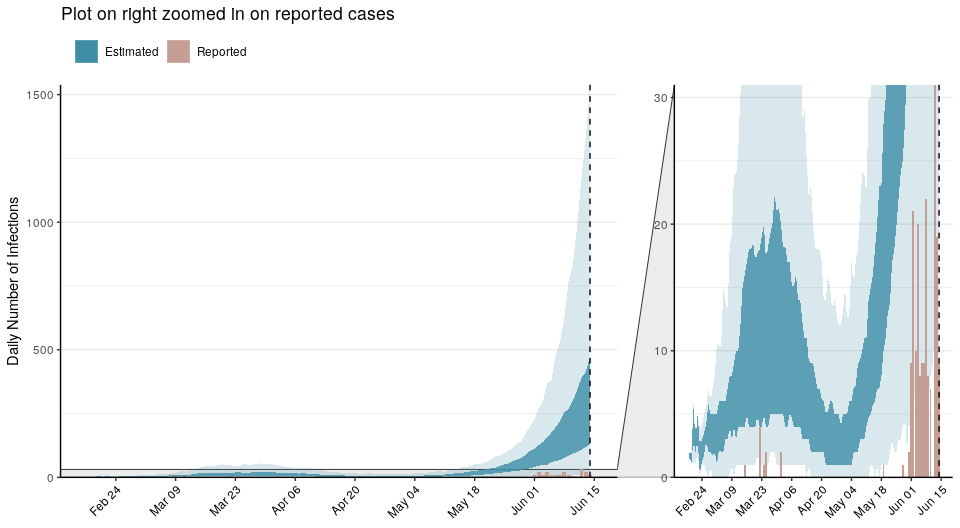 Plot on right zoomed in on reported cases
Estimated Reported
Daily Number of Infections
1500
1000
500
0
Feb 24 Mar 09 Mar 23 Apr 06 Apr 20 May 04 May 18 Jun 01 Jun 15
30
20
10
0
Feb 24 Mar 09 Mar 23 Apr 06 Apr 20 May 04 May 18 Jun 01 Jun 15